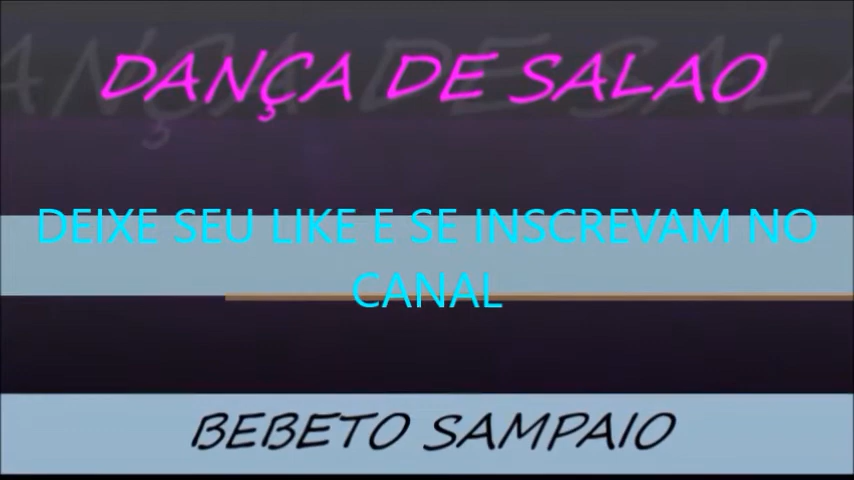 DANÇA DE SALAO
DEIXE SEU LIKE E SE INSCREVAM NO
CANAL
BEBETO SAMPAIO